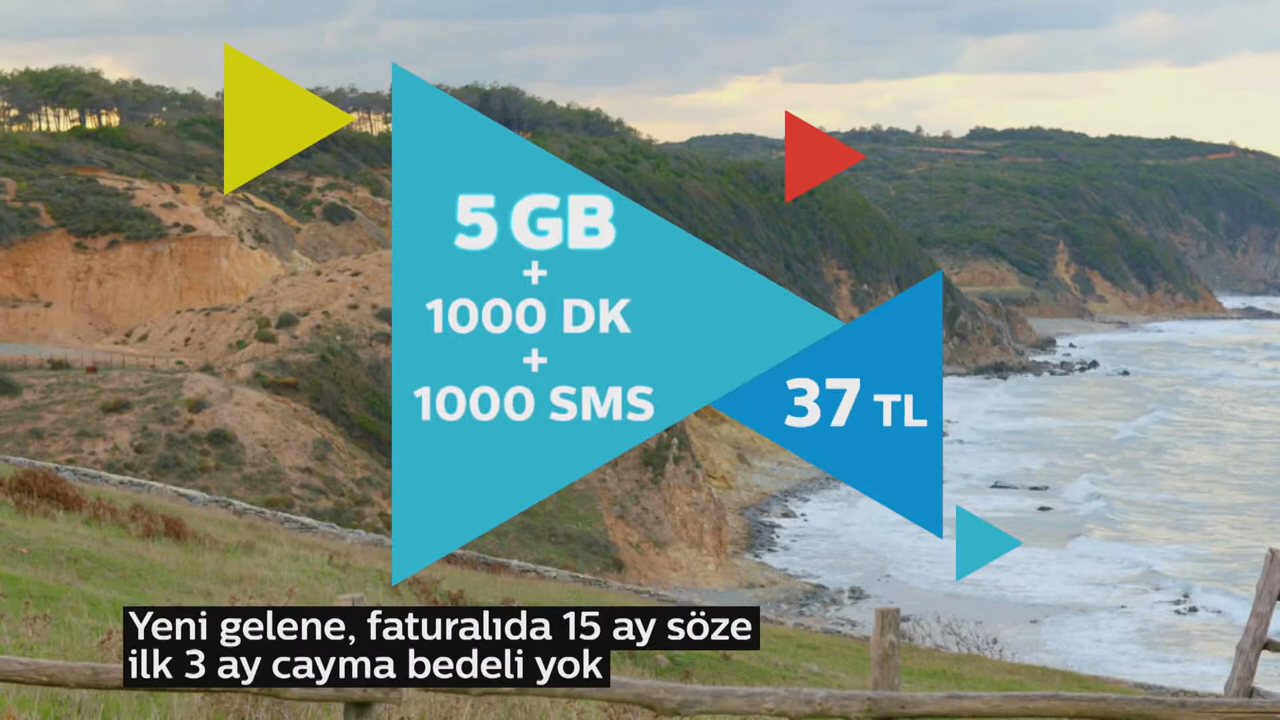 5 GB
+
1000 DK
+
1000 SMS
37 TL
Yeni gelene, faturalıda 15 ay söze
ilk 3 ay cayma bedeli yok